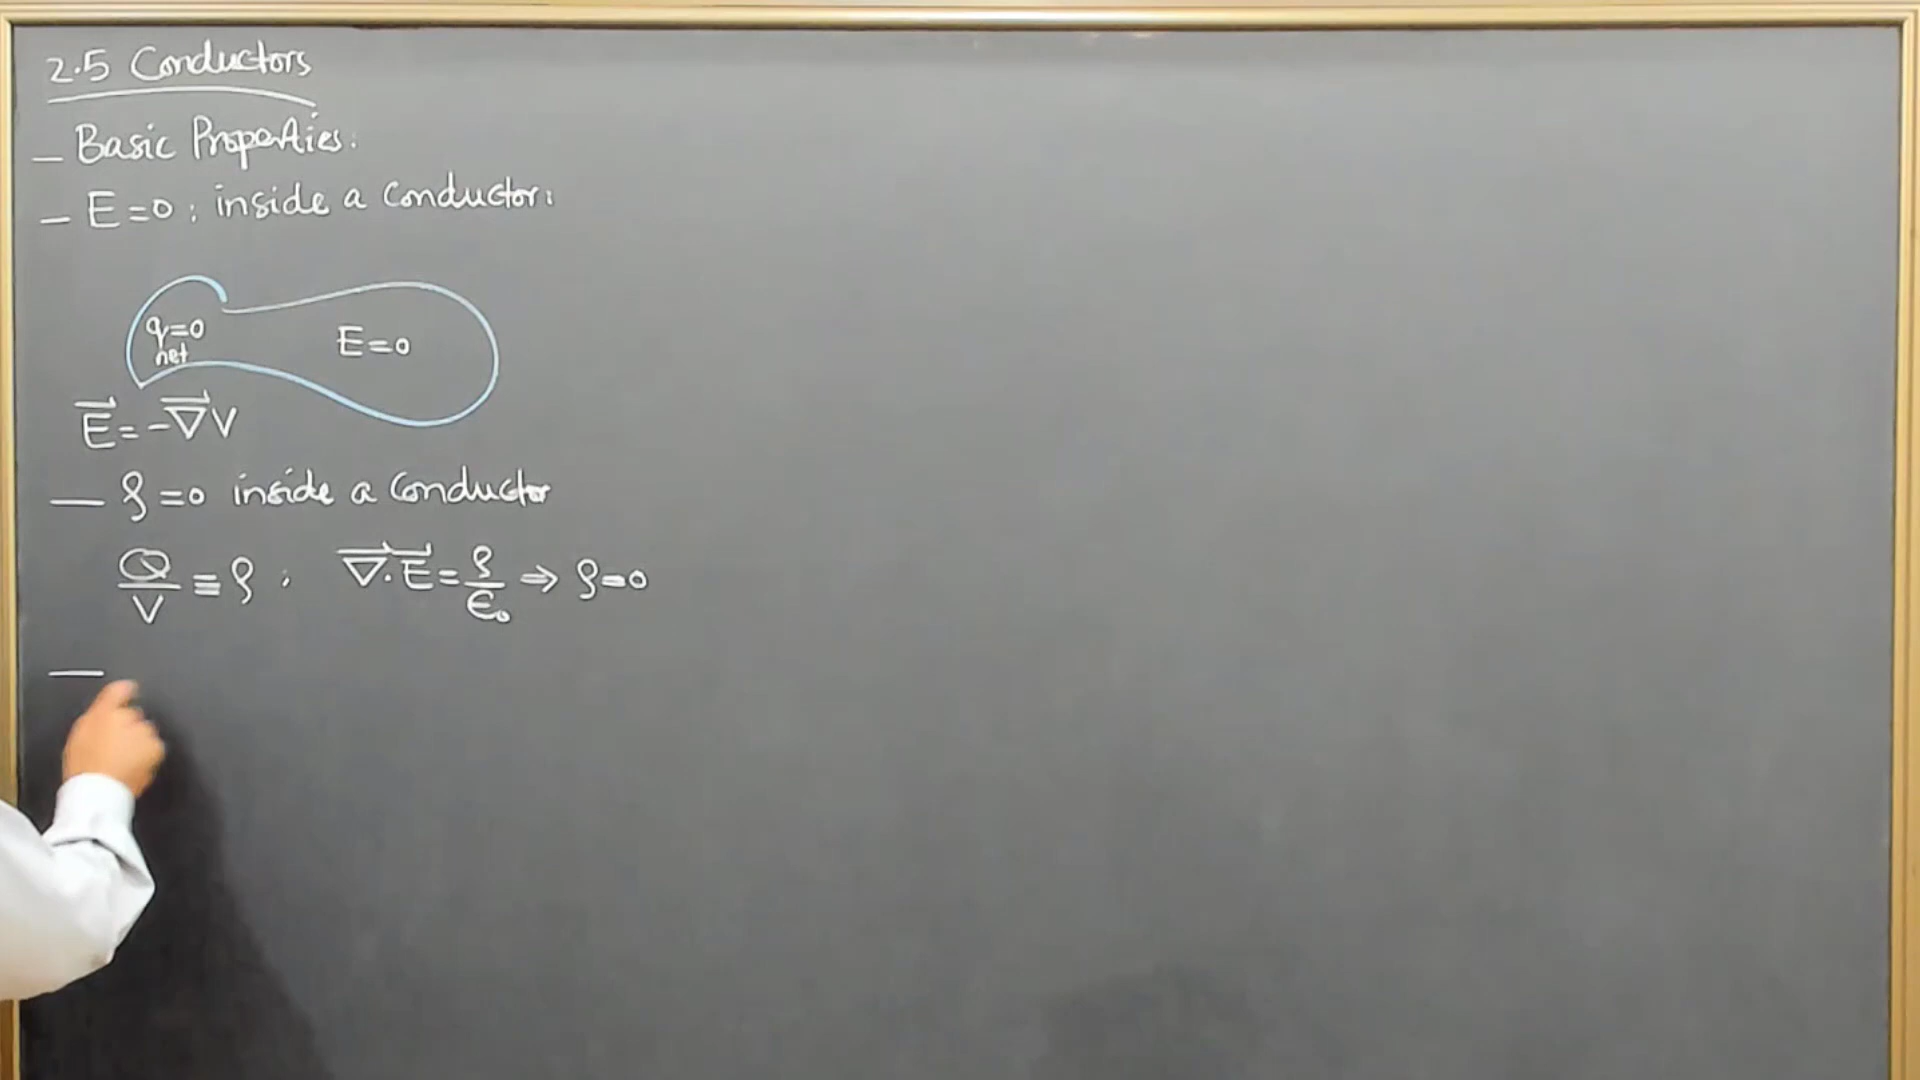 2.5 Conductors
— Basic Properties:
— E=0 : inside a conductor:
q=0 E=0
net
E⃗ = -∇⃗V
— ρ=0 inside a conductor
Q/V ≡ ρ : ∇⃗·E⃗ = ρ/ϵ₀ ⇒ ρ=0
—